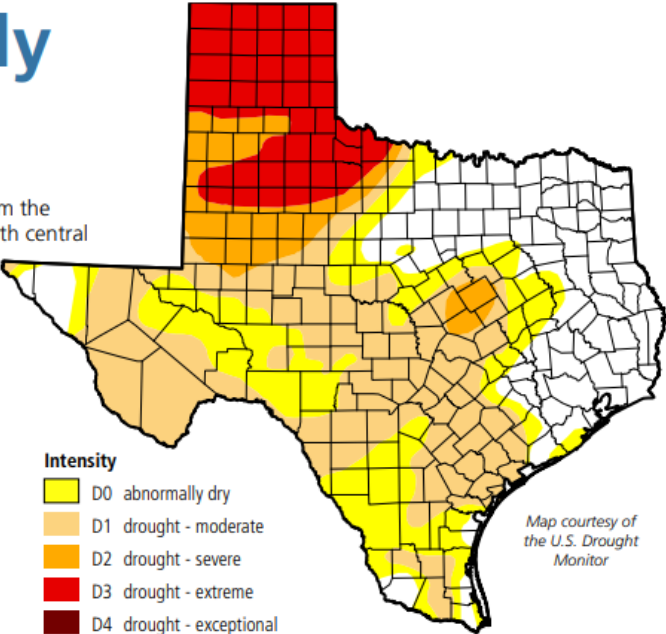 ly
m the
th central
Intensity
D0 abnormally dry
D1 drought - moderate
D2 drought - severe
D3 drought - extreme
D4 drought - exceptional
Map courtesy of
the U.S. Drought
Monitor